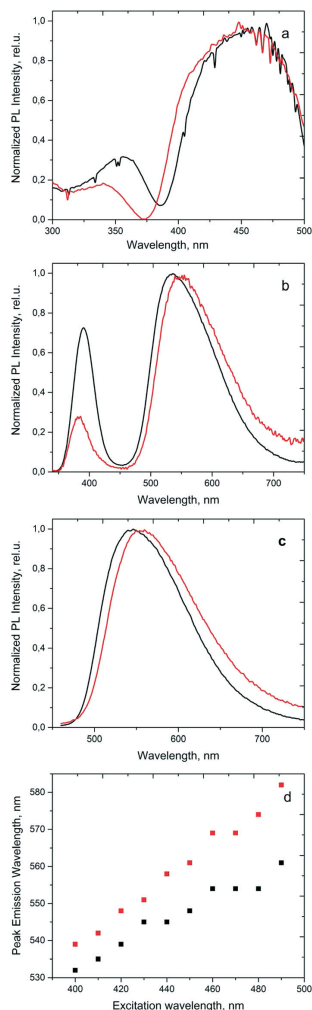 a
Normalized PL Intensity, rel.u.
1,0
0,8
0,6
0,4
0,2
0,0
300 350 400 450 500
Wavelength, nm
b
Normalized PL Intensity, rel.u.
1,0
0,8
0,6
0,4
0,2
0,0
400 500 600 700
Wavelength, nm
c
Normalized PL Intensity, rel.u.
1,0
0,8
0,6
0,4
0,2
0,0
500 600 700
Wavelength, nm
d
Peak Emission Wavelength, nm
580
570
560
550
540
530
400 420 440 460 480 500
Excitation wavelength, nm